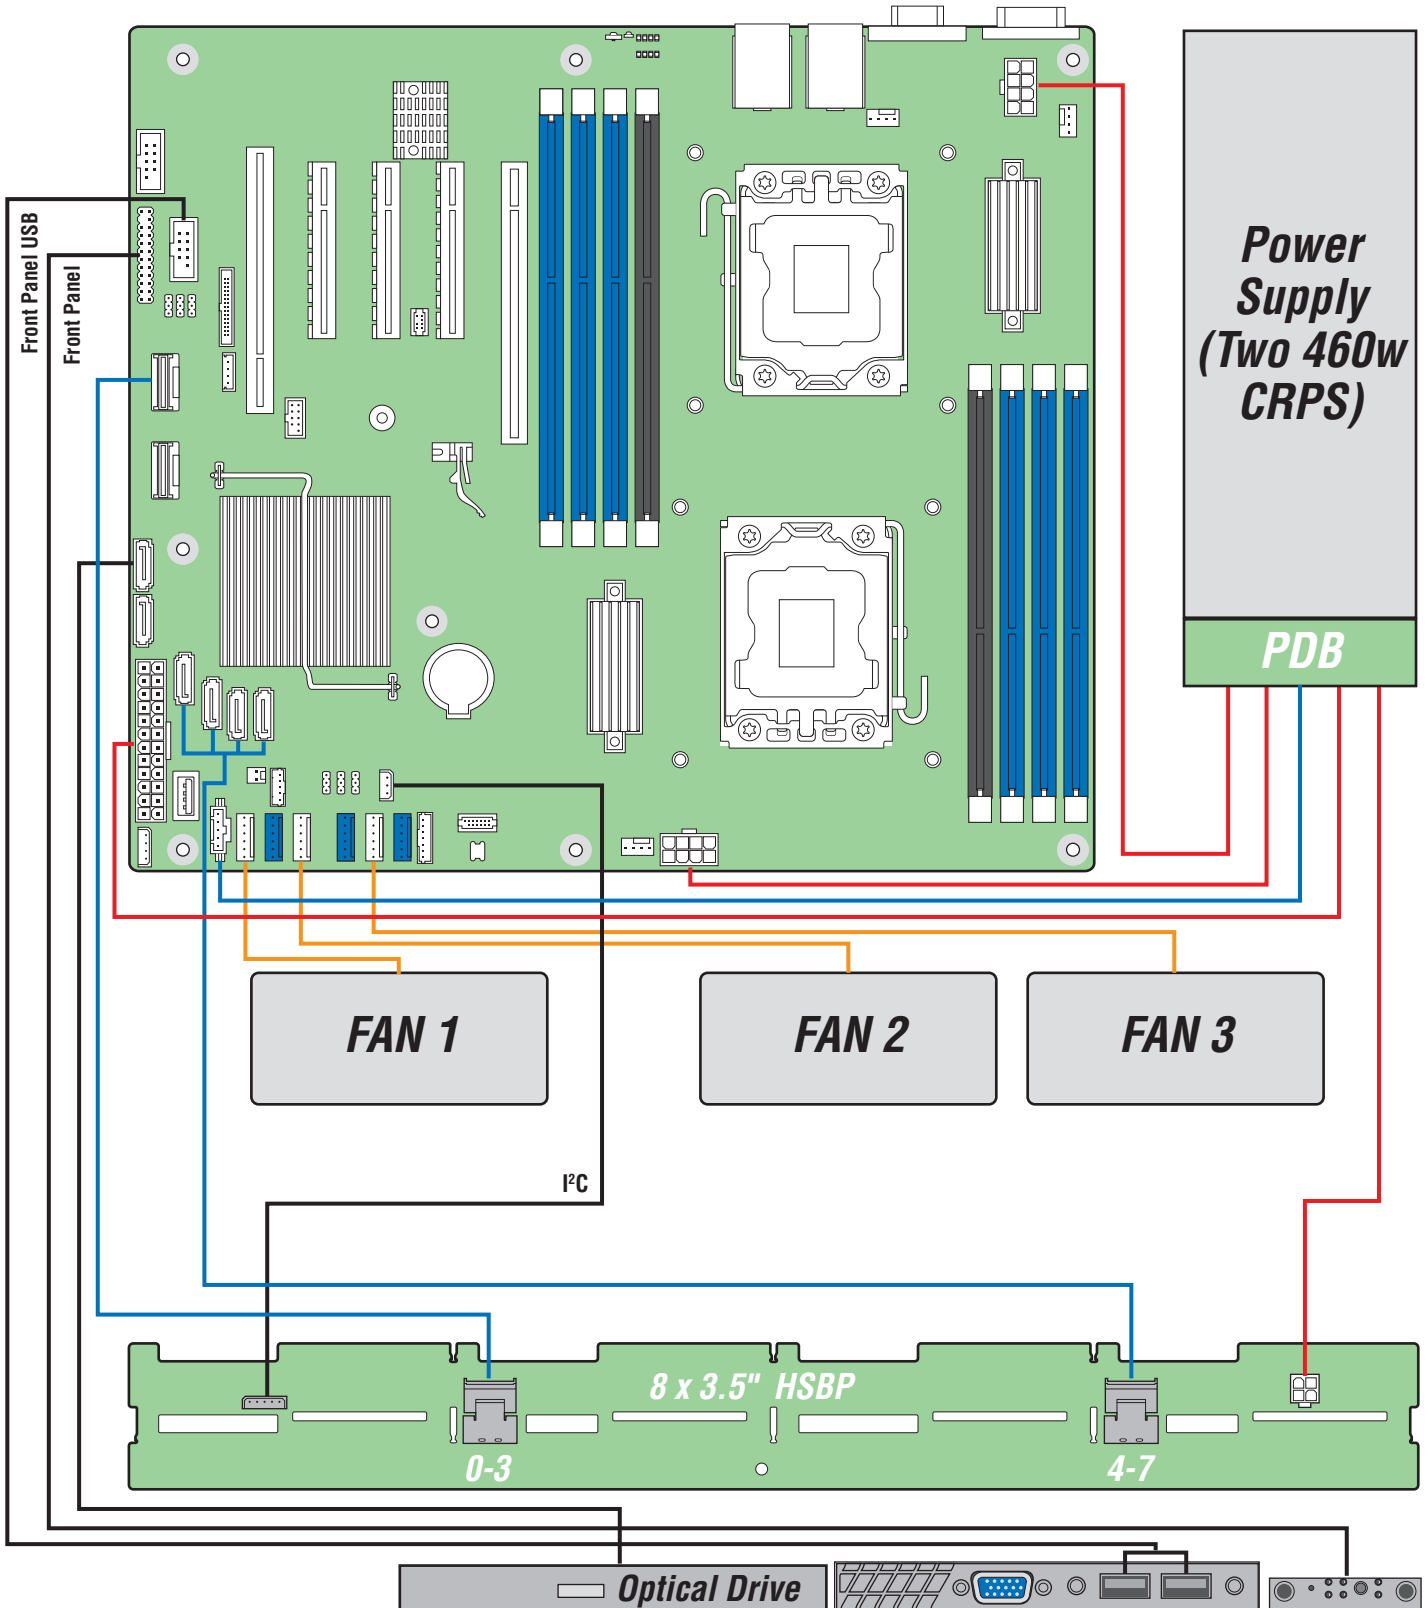 Front Panel USB
Front Panel
Power
Supply
(Two 460w
CRPS)
PDB
FAN 1
FAN 2
FAN 3
I²C
8 x 3.5" HSBP
0-3
4-7
Optical Drive